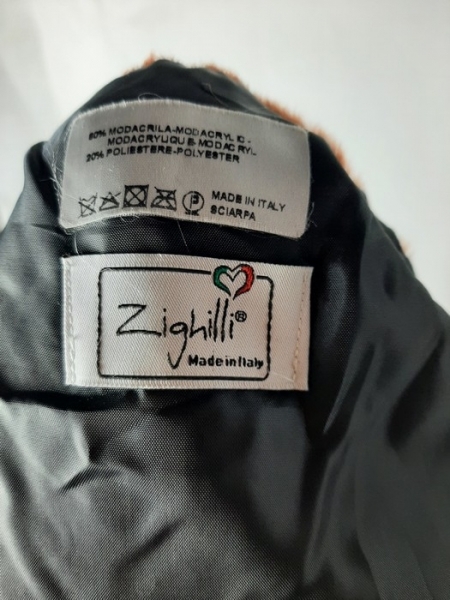 80% MODACRILA-MODACRYLIC-
MODACRYLIQUE-MODACRYL
20% POLIESTERE-POLYESTER
MADE IN ITALY
SCIARPA
Zighilli®
Made in Italy